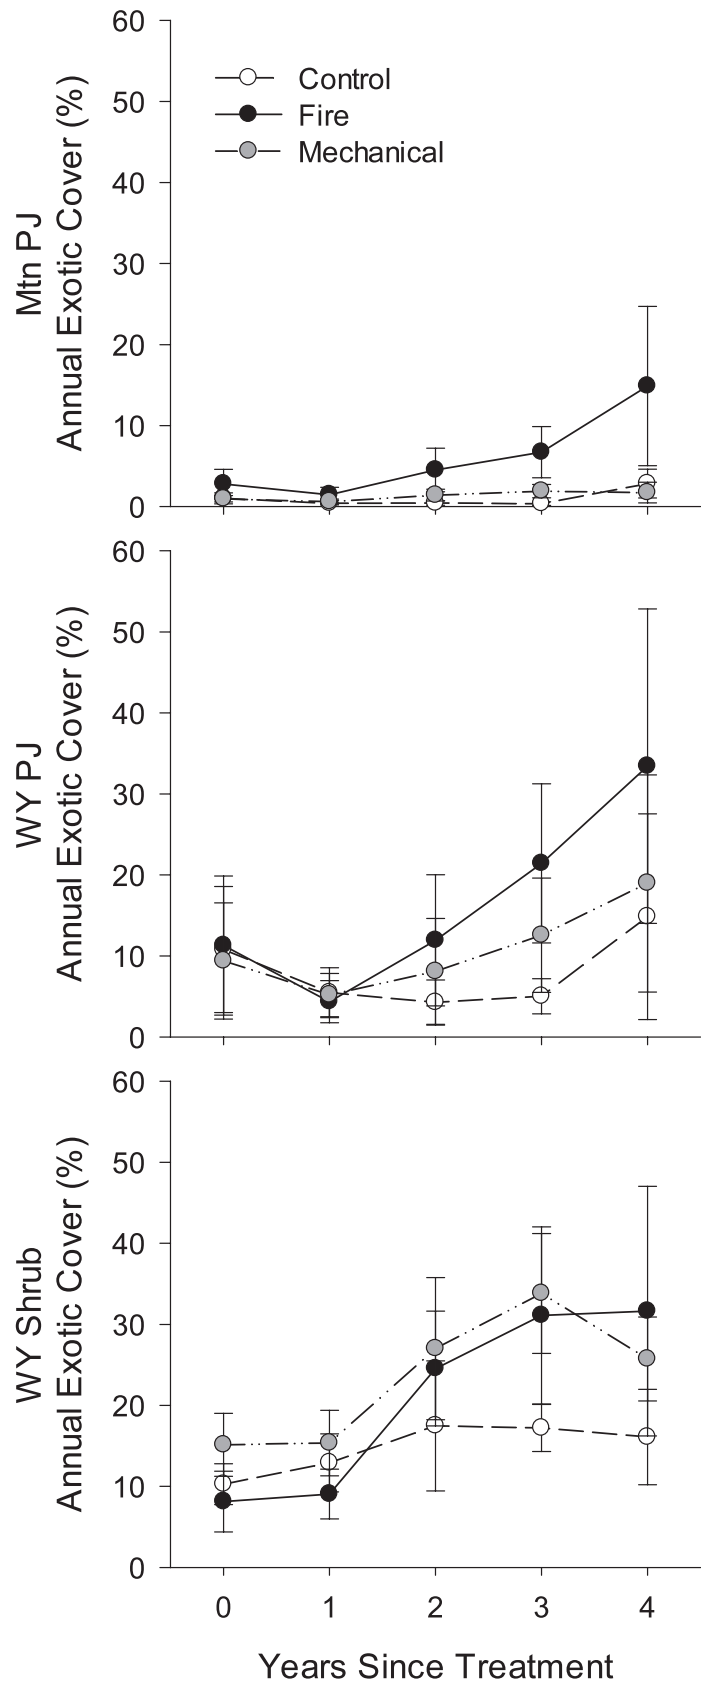 60
50
40
30
20
10
0
Mtn PJ
Annual Exotic Cover (%)
Control
Fire
Mechanical
60
50
40
30
20
10
0
WY PJ
Annual Exotic Cover (%)
60
50
40
30
20
10
0
WY Shrub
Annual Exotic Cover (%)
0 1 2 3 4
Years Since Treatment